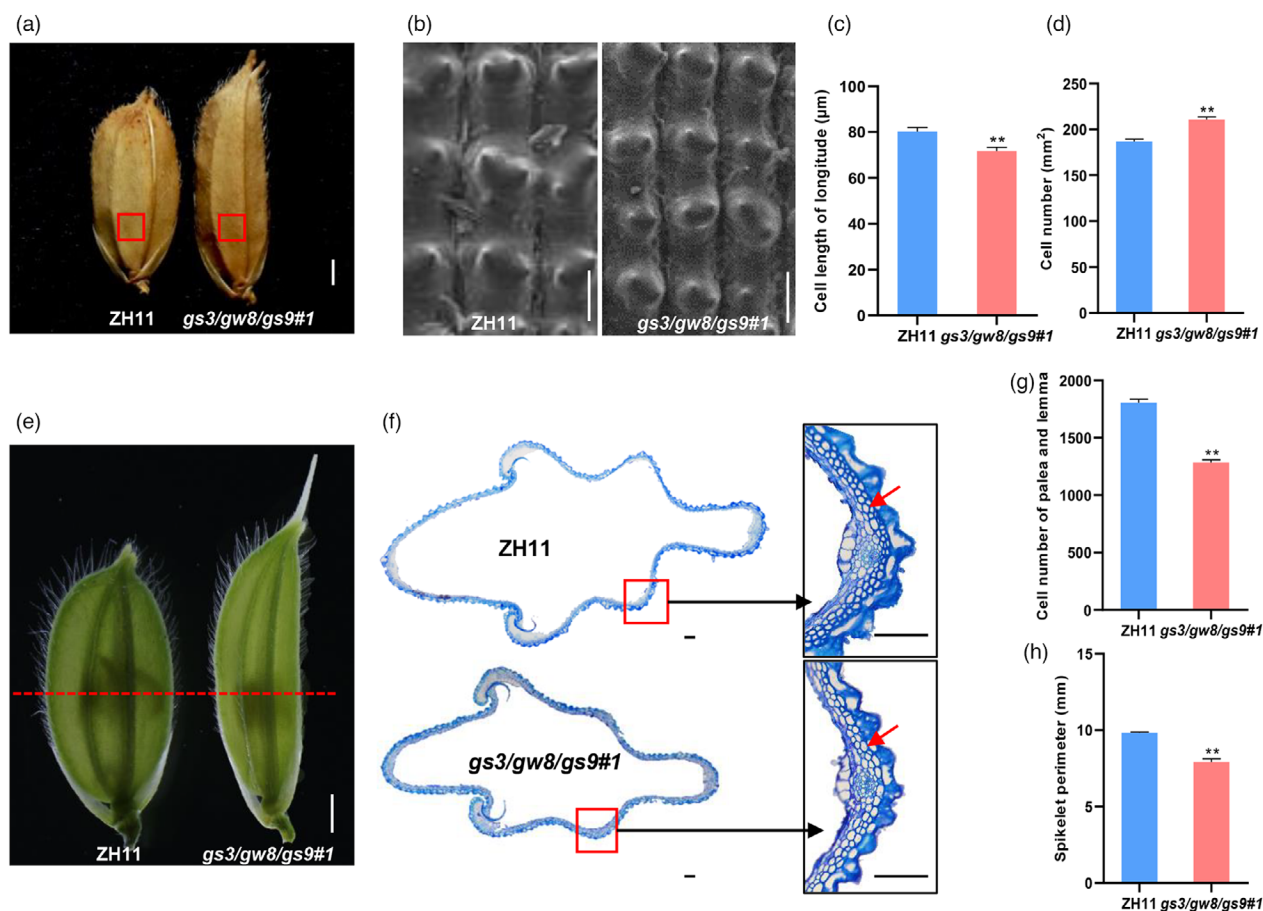 (a)
ZH11 gs3/gw8/gs9#1
(b)
ZH11
gs3/gw8/gs9#1
(c)
Cell length of longitude (µm)
100
80
60
40
20
0
**
ZH11 gs3/gw8/gs9#1
(d)
Cell number (mm²)
250
200
150
100
50
0
**
ZH11 gs3/gw8/gs9#1
(e)
ZH11 gs3/gw8/gs9#1
(f)
ZH11
gs3/gw8/gs9#1
(g)
Cell number of palea and lemma
2000
1500
1000
500
0
**
ZH11 gs3/gw8/gs9#1
(h)
Spikelet perimeter (mm)
15
10
5
0
**
ZH11 gs3/gw8/gs9#1